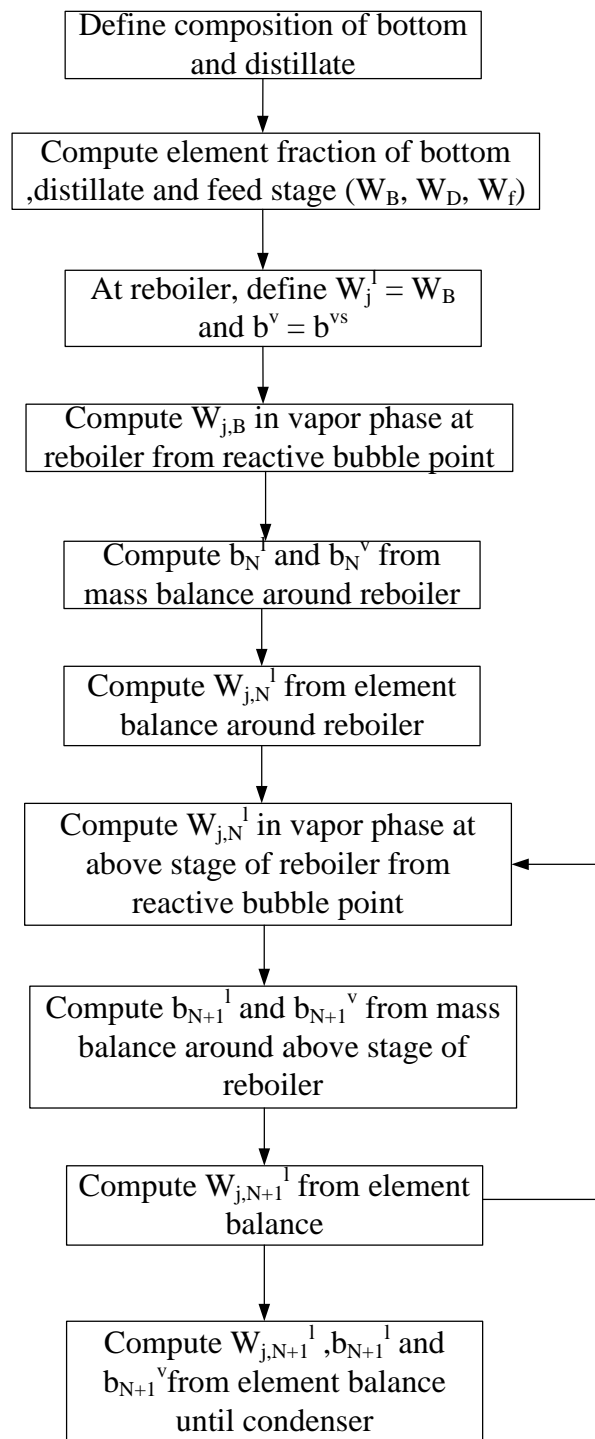 Define composition of bottom
and distillate
Compute element fraction of bottom
,distillate and feed stage (W_B, W_D, W_f)
At reboiler, define W_j^l = W_B
and b^v = b^vs
Compute W_j,B in vapor phase at
reboiler from reactive bubble point
Compute b_N^l and b_N^v from
mass balance around reboiler
Compute W_j,N^l from element
balance around reboiler
Compute W_j,N^l in vapor phase at
above stage of reboiler from
reactive bubble point
Compute b_N+1^l and b_N+1^v from mass
balance around above stage of
reboiler
Compute W_j,N+1^l from element
balance
Compute W_j,N+1^l ,b_N+1^l and
b_N+1^v from element balance
until condenser